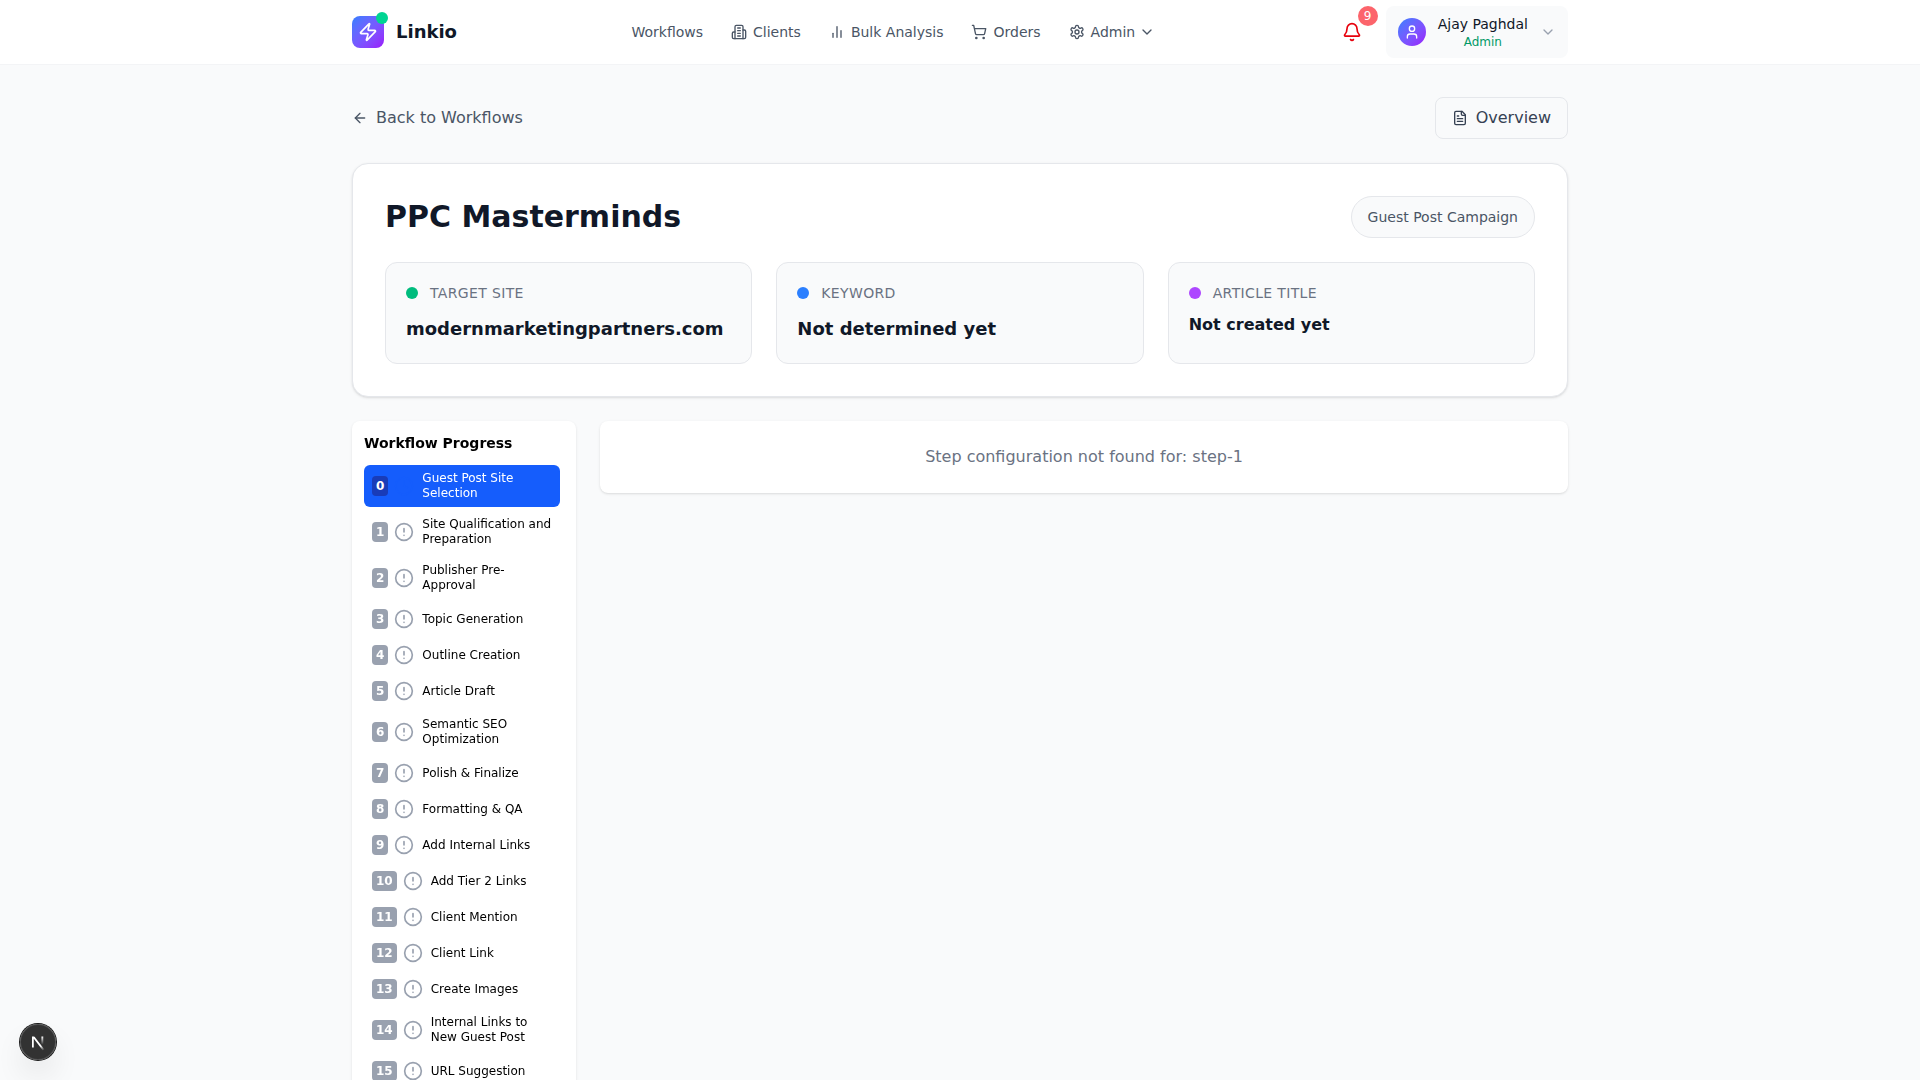 Linkio
Workflows
Clients
Bulk Analysis
Orders
Admin
9
Ajay Paghdal
Admin
Back to Workflows
Overview
PPC Masterminds
Guest Post Campaign
TARGET SITE
modernmarketingpartners.com
KEYWORD
Not determined yet
ARTICLE TITLE
Not created yet
Workflow Progress
0 Guest Post Site
Selection
1 Site Qualification and
Preparation
2 Publisher Pre-
Approval
3 Topic Generation
4 Outline Creation
5 Article Draft
6 Semantic SEO
Optimization
7 Polish & Finalize
8 Formatting & QA
9 Add Internal Links
10 Add Tier 2 Links
11 Client Mention
12 Client Link
13 Create Images
14 Internal Links to
New Guest Post
15 URL Suggestion
Step configuration not found for: step-1
N